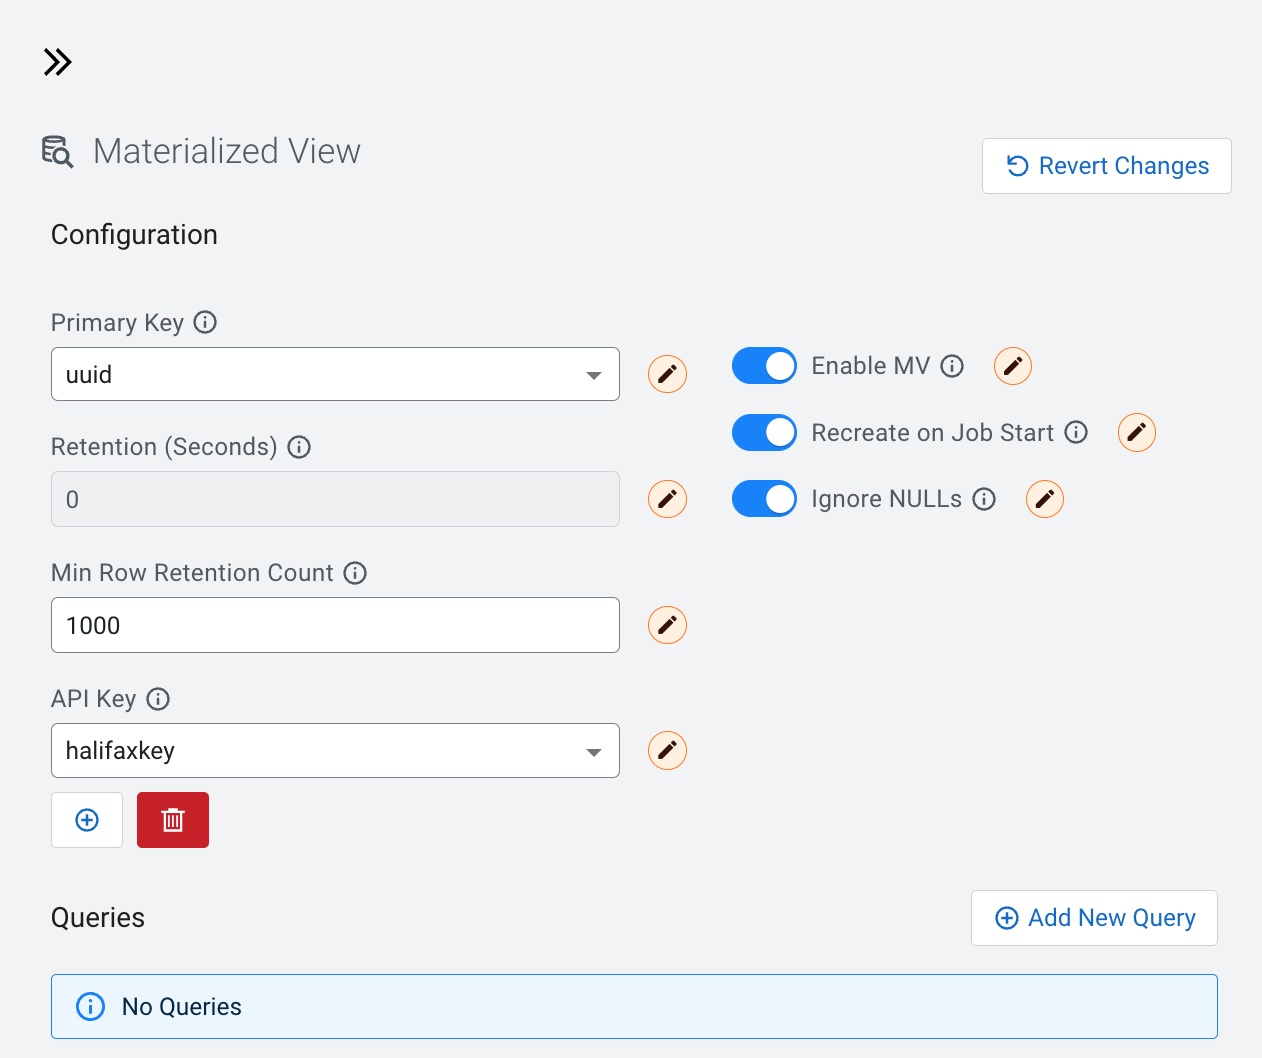 Materialized View
Revert Changes
Configuration
Primary Key
uuid
Enable MV
Recreate on Job Start
Retention (Seconds)
0
Ignore NULLs
Min Row Retention Count
1000
API Key
halifaxkey
Queries
Add New Query
No Queries